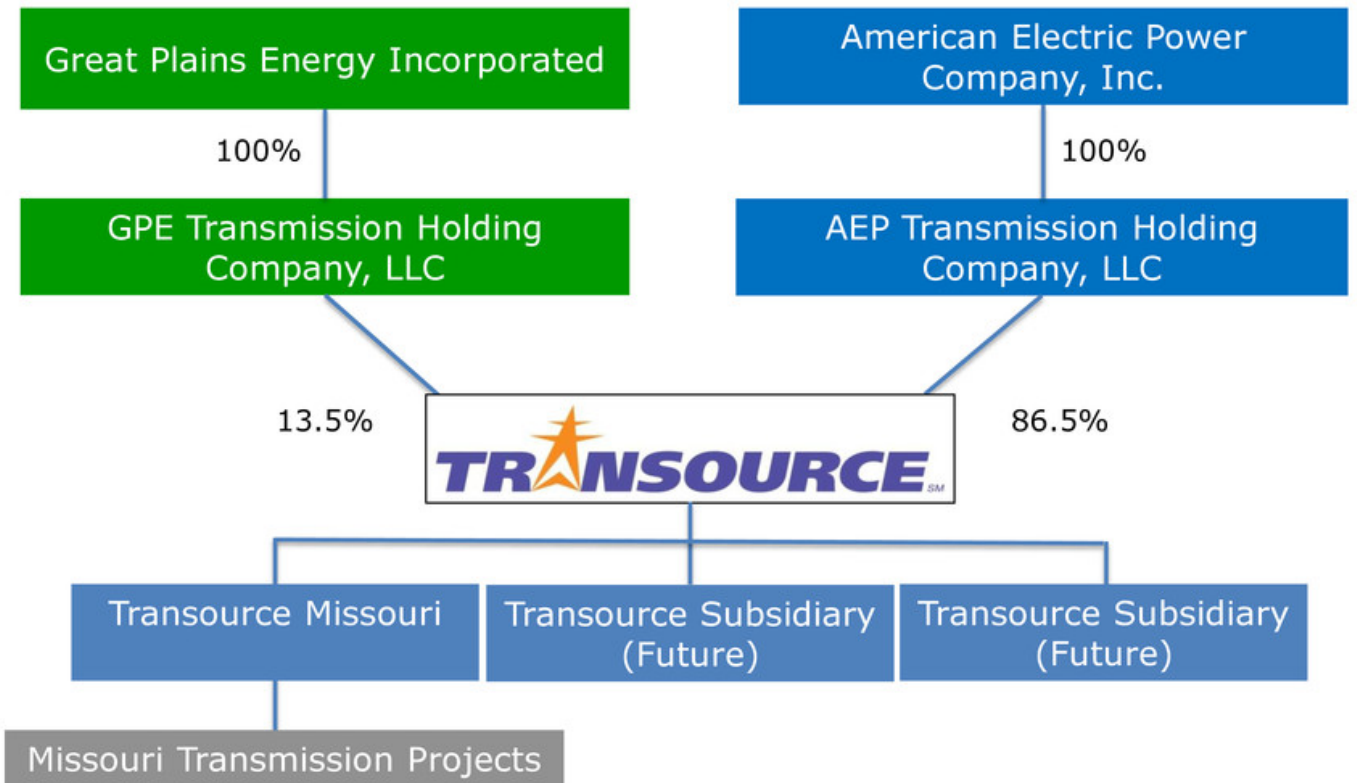 Great Plains Energy Incorporated
American Electric Power
Company, Inc.
100%
100%
GPE Transmission Holding
Company, LLC
AEP Transmission Holding
Company, LLC
13.5%
86.5%
TRANSOURCE SM
Transource Missouri
Transource Subsidiary
(Future)
Transource Subsidiary
(Future)
Missouri Transmission Projects